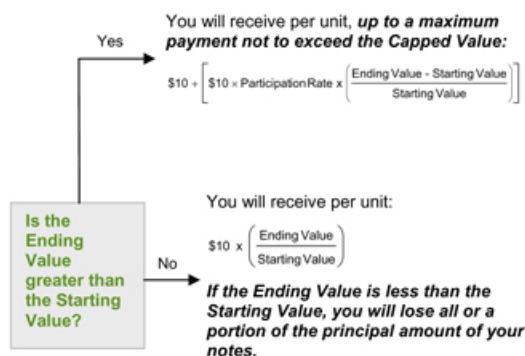 Yes
You will receive per unit, up to a maximum
payment not to exceed the Capped Value:
$10 + [ $10 × Participation Rate x ( Ending Value - Starting Value / Starting Value ) ]
Is the
Ending
Value
greater than
the Starting
Value?
No
You will receive per unit:
$10 x ( Ending Value / Starting Value )
If the Ending Value is less than the
Starting Value, you will lose all or a
portion of the principal amount of your
notes.